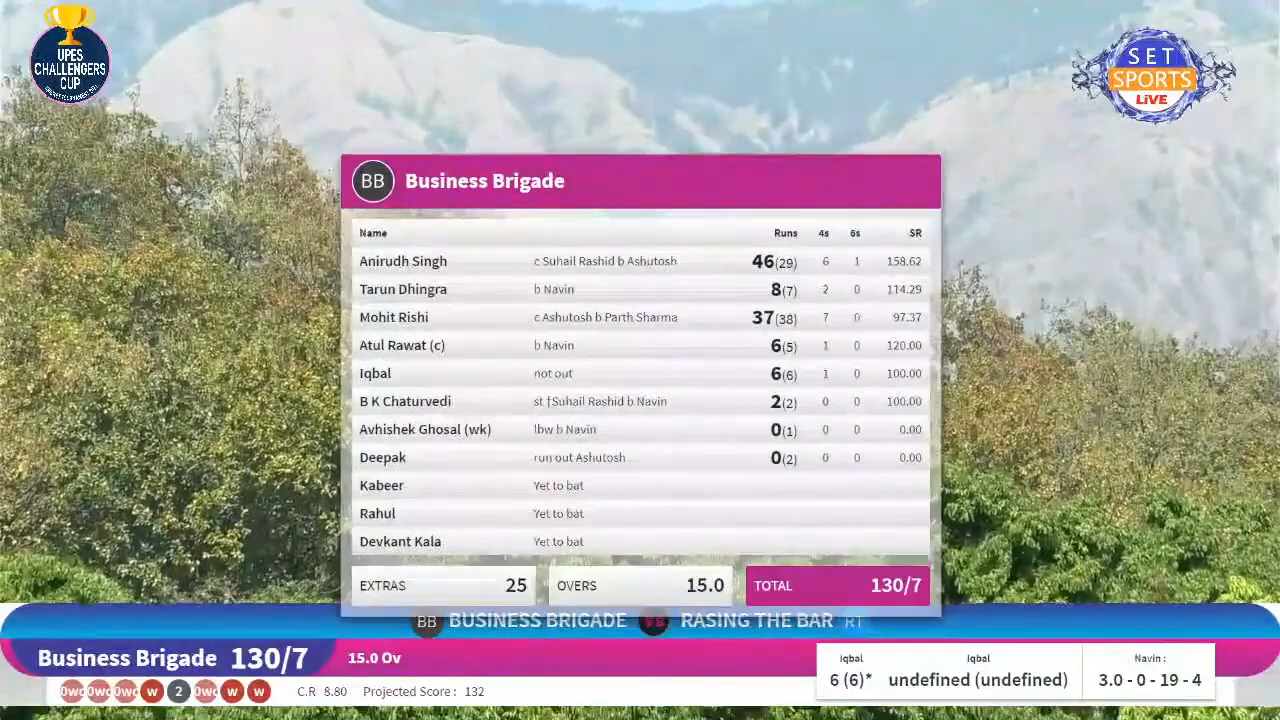 UPES
CHALLENGERS
CUP
SET
SPORTS
LiVE
BB Business Brigade
Name Runs 4s 6s SR
Anirudh Singh c Suhail Rashid b Ashutosh 46(29) 6 1 158.62
Tarun Dhingra b Navin 8(7) 2 0 114.29
Mohit Rishi c Ashutosh b Parth Sharma 37(38) 7 0 97.37
Atul Rawat (c) b Navin 6(5) 1 0 120.00
Iqbal not out 6(6) 1 0 100.00
B K Chaturvedi st †Suhail Rashid b Navin 2(2) 0 0 100.00
Avhishek Ghosal (wk) lbw b Navin 0(1) 0 0 0.00
Deepak run out Ashutosh 0(2) 0 0 0.00
Kabeer Yet to bat
Rahul Yet to bat
Devkant Kala Yet to bat
EXTRAS 25 OVERS 15.0 TOTAL 130/7
BB BUSINESS BRIGADE RASING THE BAR RT
Business Brigade 130/7 15.0 Ov
Iqbal Iqbal Navin :
6 (6)* undefined (undefined) 3.0 - 0 - 19 - 4
0wd 0wd 0wd w 2 0wd w w C.R 8.80 Projected Score : 132